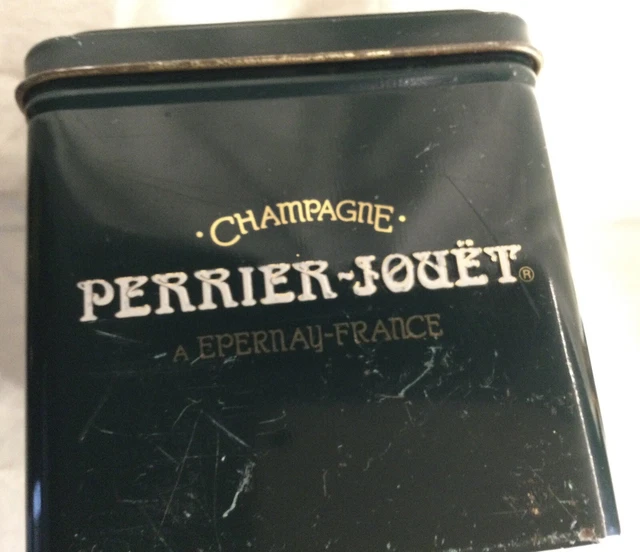 ·CHAMPAGNE·
PERRIER~JOUËT®
A EPERNAY-FRANCE